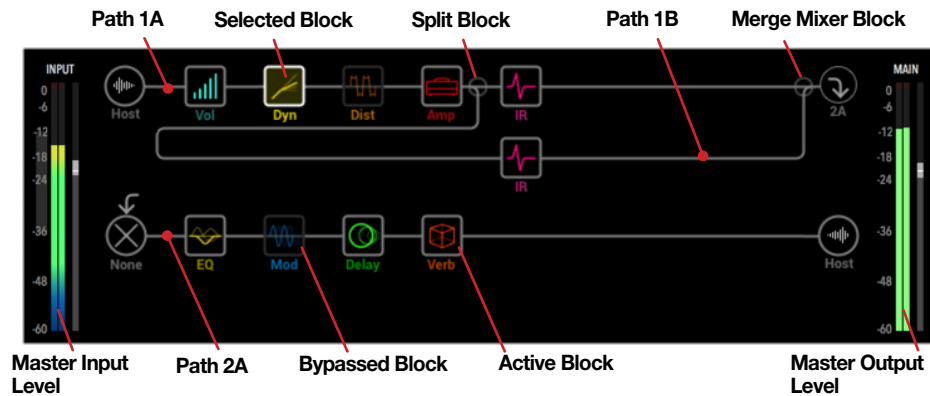 Path 1A
Selected Block
Split Block
Path 1B
Merge Mixer Block
INPUT
MAIN
0
-6
-12
-18
-24
-36
-48
-60
Host
Vol
Dyn
Dist
Amp
IR
2A
IR
None
EQ
Mod
Delay
Verb
Host
0
-6
-12
-18
-24
-36
-48
-60
Master Input
Level
Path 2A
Bypassed Block
Active Block
Master Output
Level